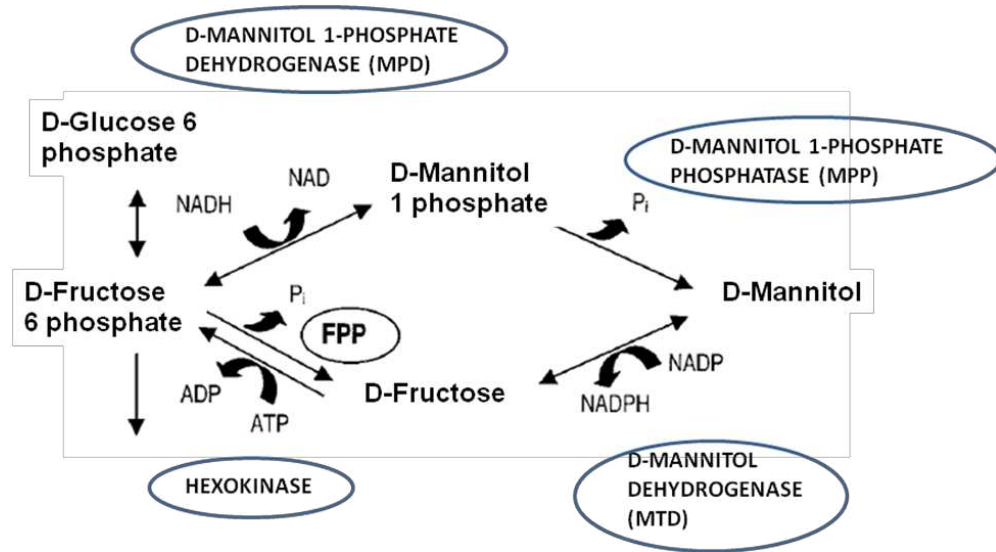 D-MANNITOL 1-PHOSPHATE
DEHYDROGENASE (MPD)
D-Glucose 6
phosphate
D-MANNITOL 1-PHOSPHATE
PHOSPHATASE (MPP)
NAD
NADH
D-Mannitol
1 phosphate
Pi
D-Fructose
6 phosphate
Pi
FPP
D-Mannitol
ADP
ATP
D-Fructose
NADP
NADPH
HEXOKINASE
D-MANNITOL
DEHYDROGENASE
(MTD)